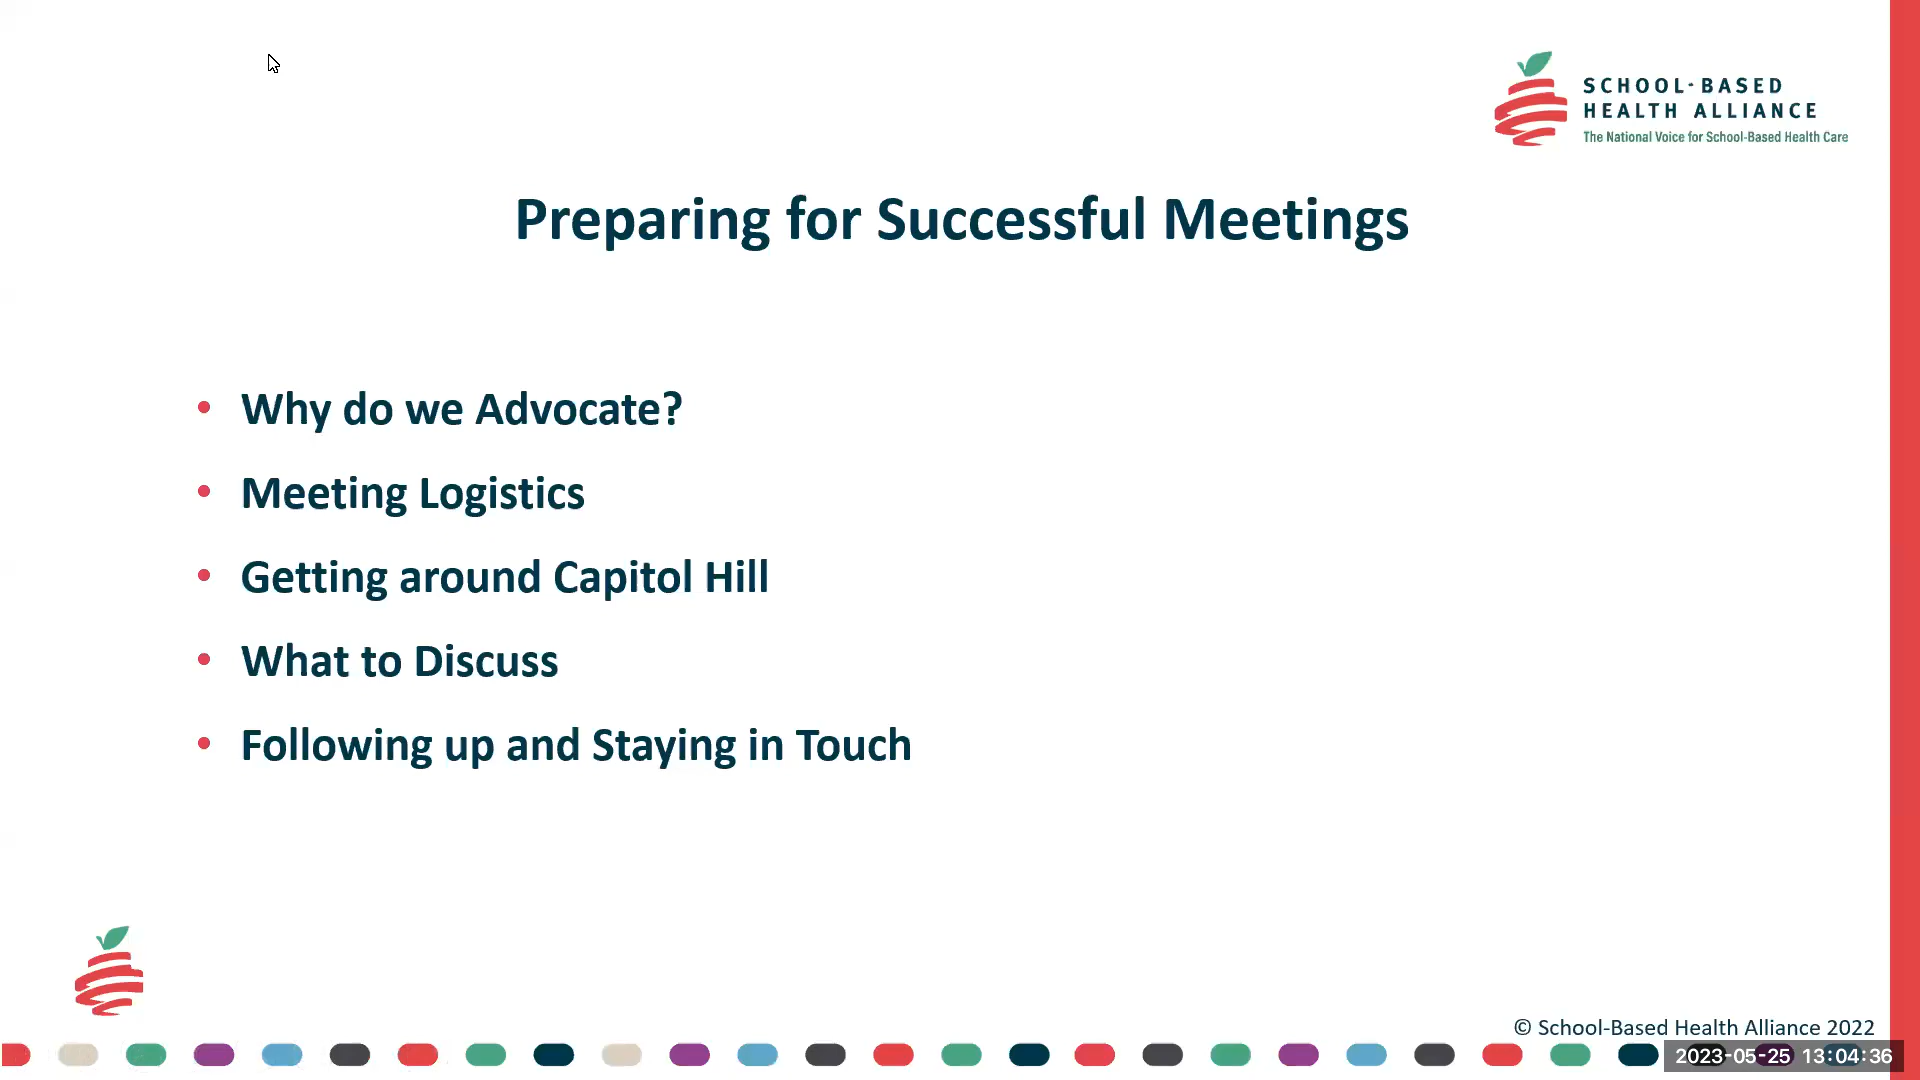 SCHOOL-BASED
HEALTH ALLIANCE
The National Voice for School-Based Health Care
Preparing for Successful Meetings
• Why do we Advocate?
• Meeting Logistics
• Getting around Capitol Hill
• What to Discuss
• Following up and Staying in Touch
© School-Based Health Alliance 2022
2023-05-25 13:04:36